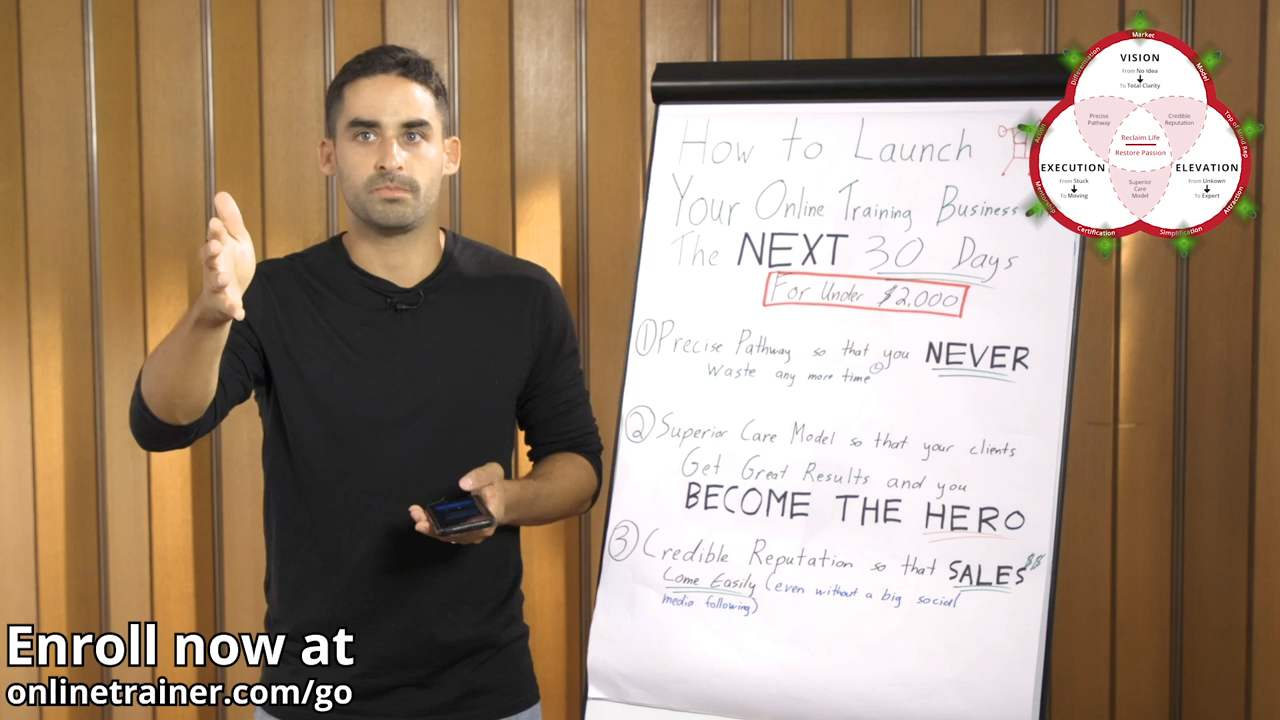 How to Launch
Your Online Training Business
The NEXT 30 Days
For Under $2,000
① Precise Pathway so that you NEVER
Waste any more time
② Superior Care Model so that your clients
Get Great Results and you
BECOME THE HERO
③ Credible Reputation so that SALES $$
Come Easily (even without a big social
media following)
Market
Differentiation
Model
VISION
From No Idea
To Total Clarity
Precise
Pathway
Credible
Reputation
Action
Top of Mind Rep
Reclaim Life
Restore Passion
EXECUTION
From Stuck
To Moving
ELEVATION
From Unkown
To Expert
Superior
Care
Model
Mentorship
Attraction
Certification
Simplification
Enroll now at
onlinetrainer.com/go